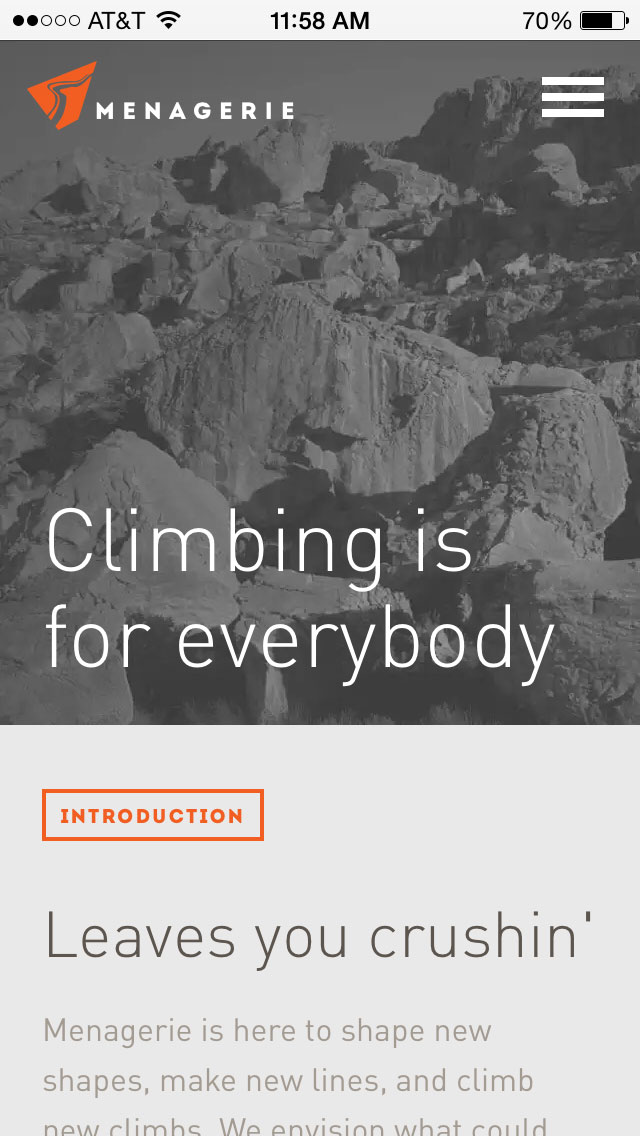 AT&T 11:58 AM 70%
MENAGERIE
Climbing is
for everybody
INTRODUCTION
Leaves you crushin'
Menagerie is here to shape new
shapes, make new lines, and climb
new climbs. We envision what could